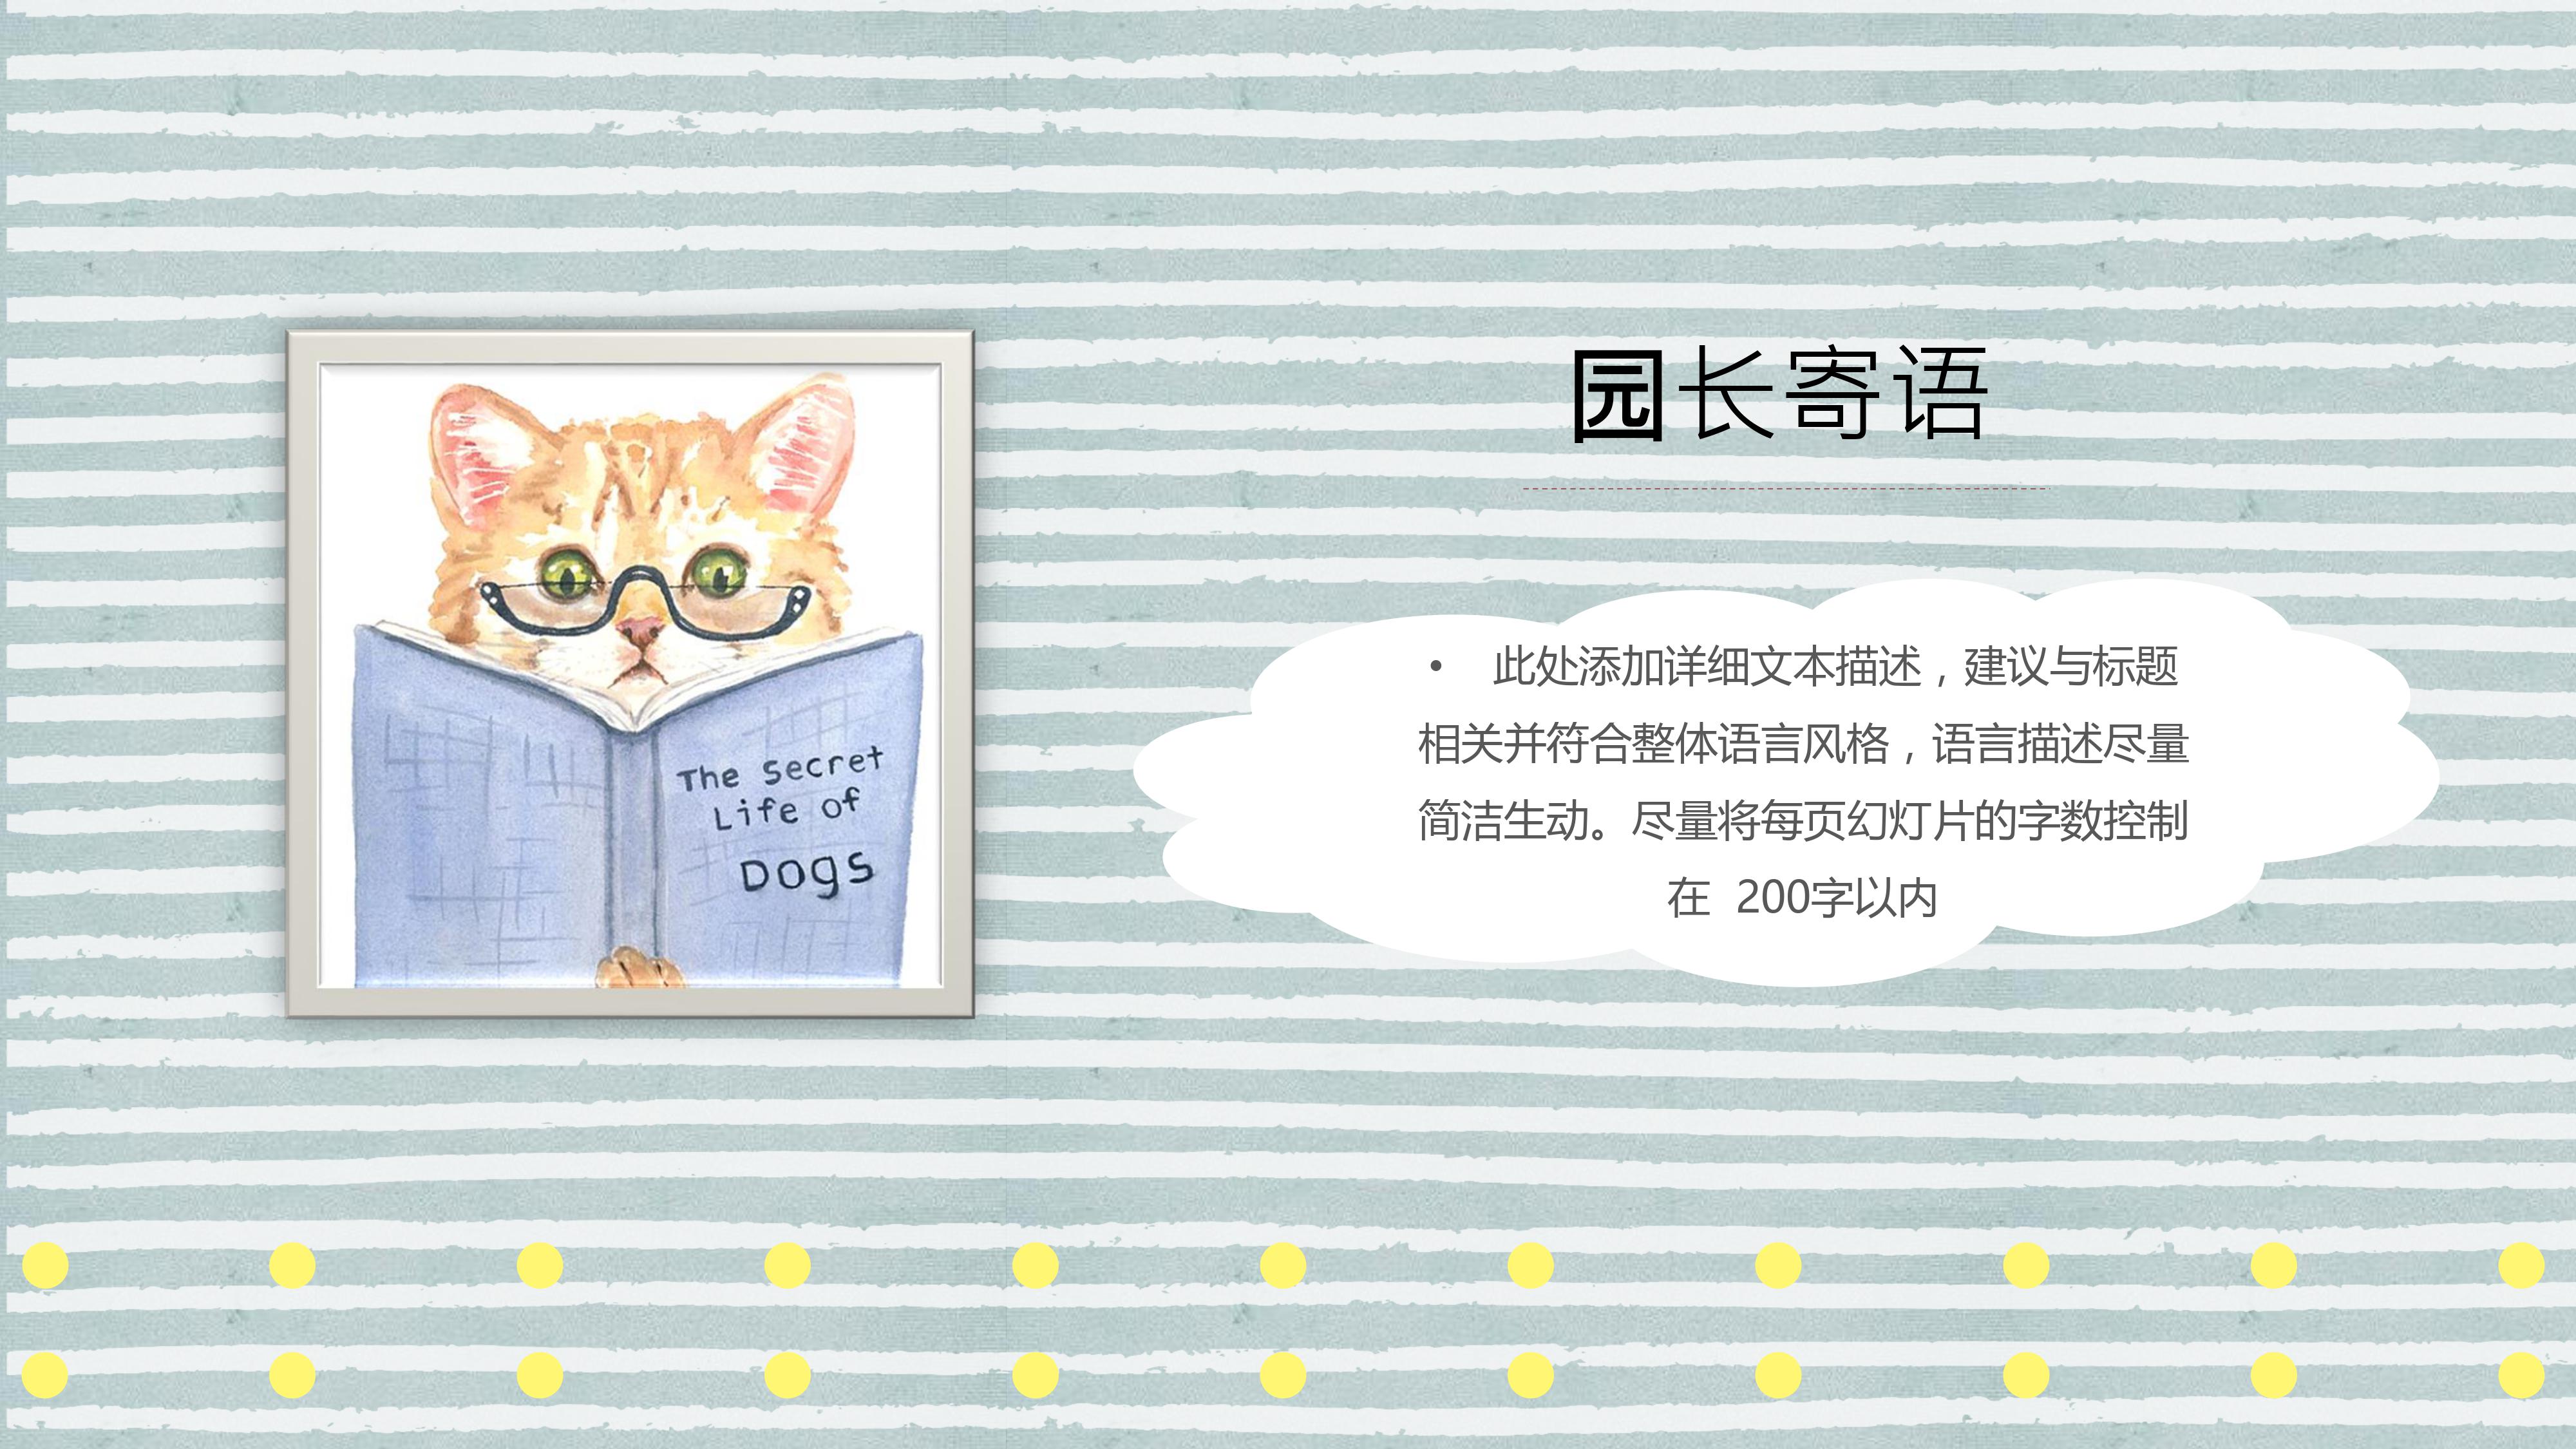 The Secret
Life of
Dogs
园长寄语
• 此处添加详细文本描述，建议与标题
相关并符合整体语言风格，语言描述尽量
简洁生动。尽量将每页幻灯片的字数控制
在 200字以内